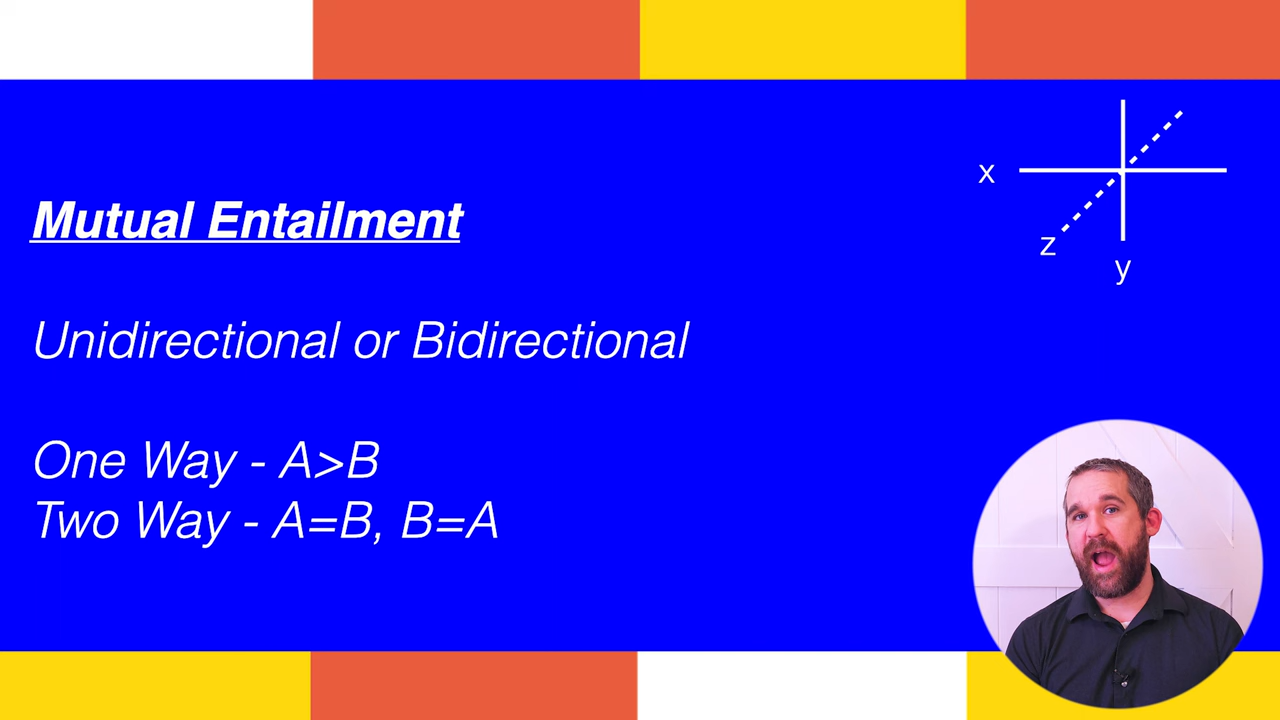 Mutual Entailment
Unidirectional or Bidirectional
One Way - A>B
Two Way - A=B, B=A
x
z
y